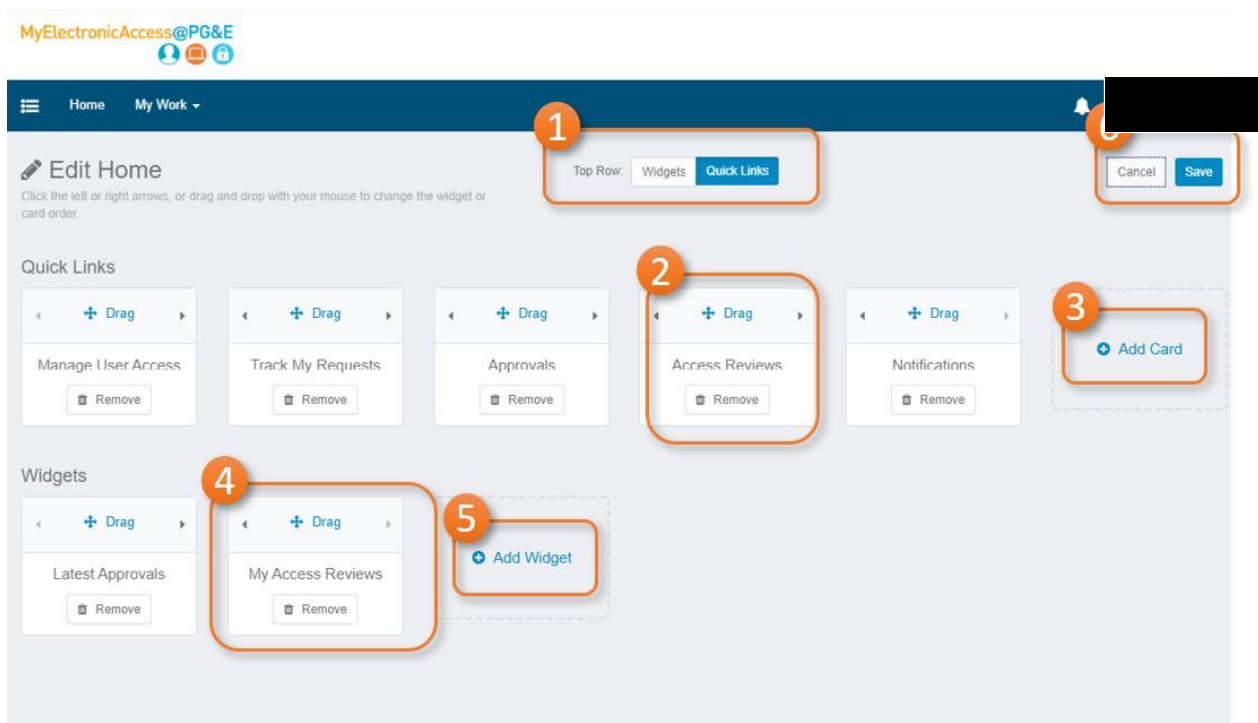 MyElectronicAccess@PG&E
Home My Work
1
Edit Home
Top Row: Widgets Quick Links
Cancel Save
Click the left or right arrows, or drag and drop with your mouse to change the widget or
card order.
Quick Links
2
3
Drag Drag Drag Drag Drag
Add Card
Manage User Access Track My Requests Approvals Access Reviews Notifications
Remove Remove Remove Remove Remove
Widgets
4
5
Drag Drag
Add Widget
Latest Approvals My Access Reviews
Remove Remove